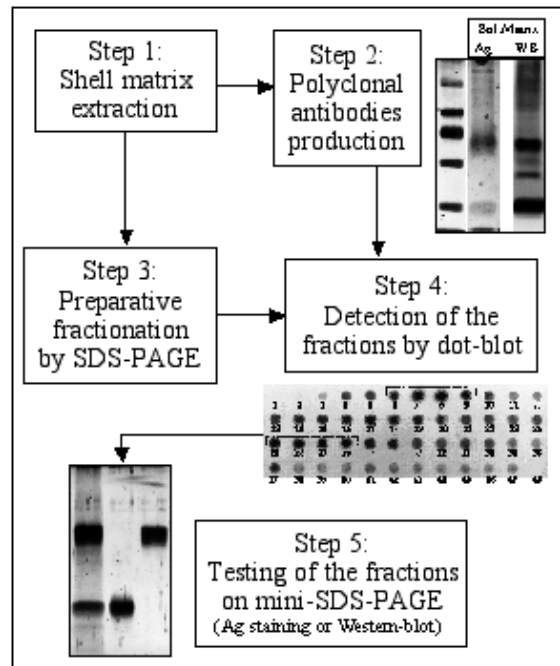 Step 1:
Shell matrix
extraction
Step 2:
Polyclonal
antibodies
production
Sol Matrix
Ag WB
Step 3:
Preparative
fractionation
by SDS-PAGE
Step 4:
Detection of the
fractions by dot-blot
Step 5:
Testing of the fractions
on mini-SDS-PAGE
(Ag staining or Western-blot)